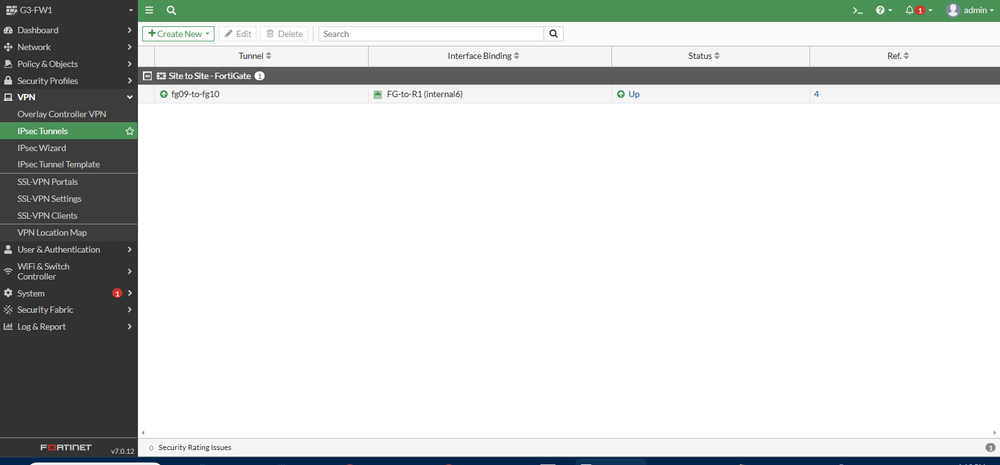 G3-FW1
1
admin
Dashboard
Network
Policy & Objects
Security Profiles
VPN
Overlay Controller VPN
IPsec Tunnels
IPsec Wizard
IPsec Tunnel Template
SSL-VPN Portals
SSL-VPN Settings
SSL-VPN Clients
VPN Location Map
User & Authentication
WiFi & Switch
Controller
System 1
Security Fabric
Log & Report
FORTINET v7.0.12
Create New Edit Delete Search
Tunnel Interface Binding Status Ref.
Site to Site - FortiGate 1
fg09-to-fg10 FG-to-R1 (internal6) Up 4
0 Security Rating Issues 1